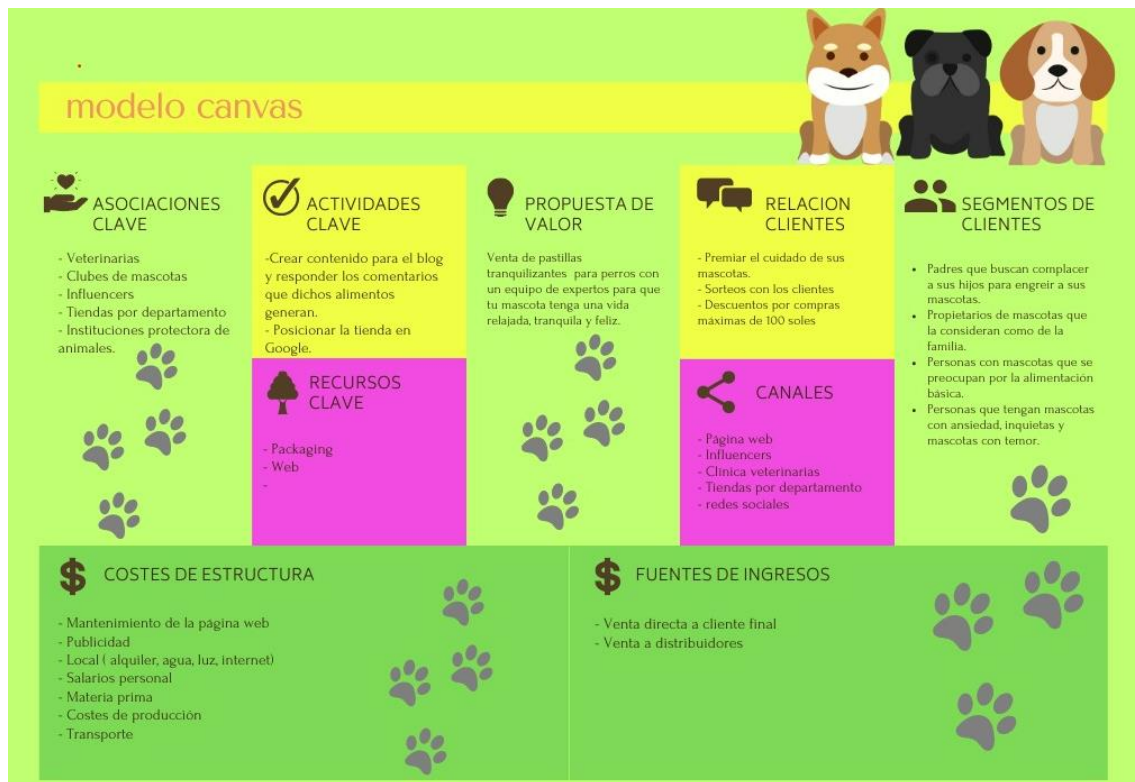 modelo canvas
ASOCIACIONES
CLAVE
- Veterinarias
- Clubes de mascotas
- Influencers
- Tiendas por departamento
- Instituciones protectora de
animales.
ACTIVIDADES
CLAVE
-Crear contenido para el blog
y responder los comentarios
que dichos alimentos
generan.
- Posicionar la tienda en
Google.
RECURSOS
CLAVE
- Packaging
- Web
-
PROPUESTA DE
VALOR
Venta de pastillas
tranquilizantes para perros con
un equipo de expertos para que
tu mascota tenga una vida
relajada, tranquila y feliz.
RELACION
CLIENTES
- Premiar el cuidado de sus
mascotas.
- Sorteos con los clientes
- Descuentos por compras
máximas de 100 soles
CANALES
- Página web
- Influencers
- Clínica veterinarias
- Tiendas por departamento
- redes sociales
SEGMENTOS DE
CLIENTES
• Padres que buscan complacer
a sus hijos para engreir a sus
mascotas.
• Propietarios de mascotas que
la consideran como de la
familia.
• Personas con mascotas que se
preocupan por la alimentación
básica.
• Personas que tengan mascotas
con ansiedad, inquietas y
mascotas con temor.
$ COSTES DE ESTRUCTURA
- Mantenimiento de la página web
- Publicidad
- Local ( alquiler, agua, luz, internet)
- Salarios personal
- Materia prima
- Costes de producción
- Transporte
$ FUENTES DE INGRESOS
- Venta directa a cliente final
- Venta a distribuidores